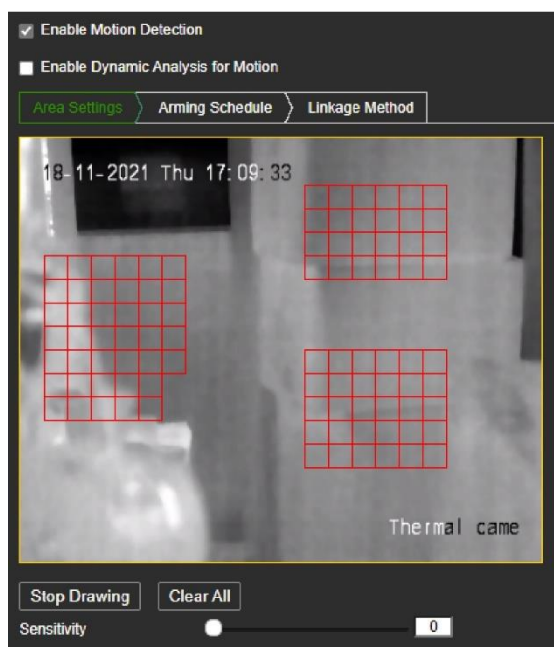 Enable Motion Detection
Enable Dynamic Analysis for Motion
Area Settings Arming Schedule Linkage Method
18-11-2021 Thu 17:09:33
Thermal came
Stop Drawing Clear All
Sensitivity 0